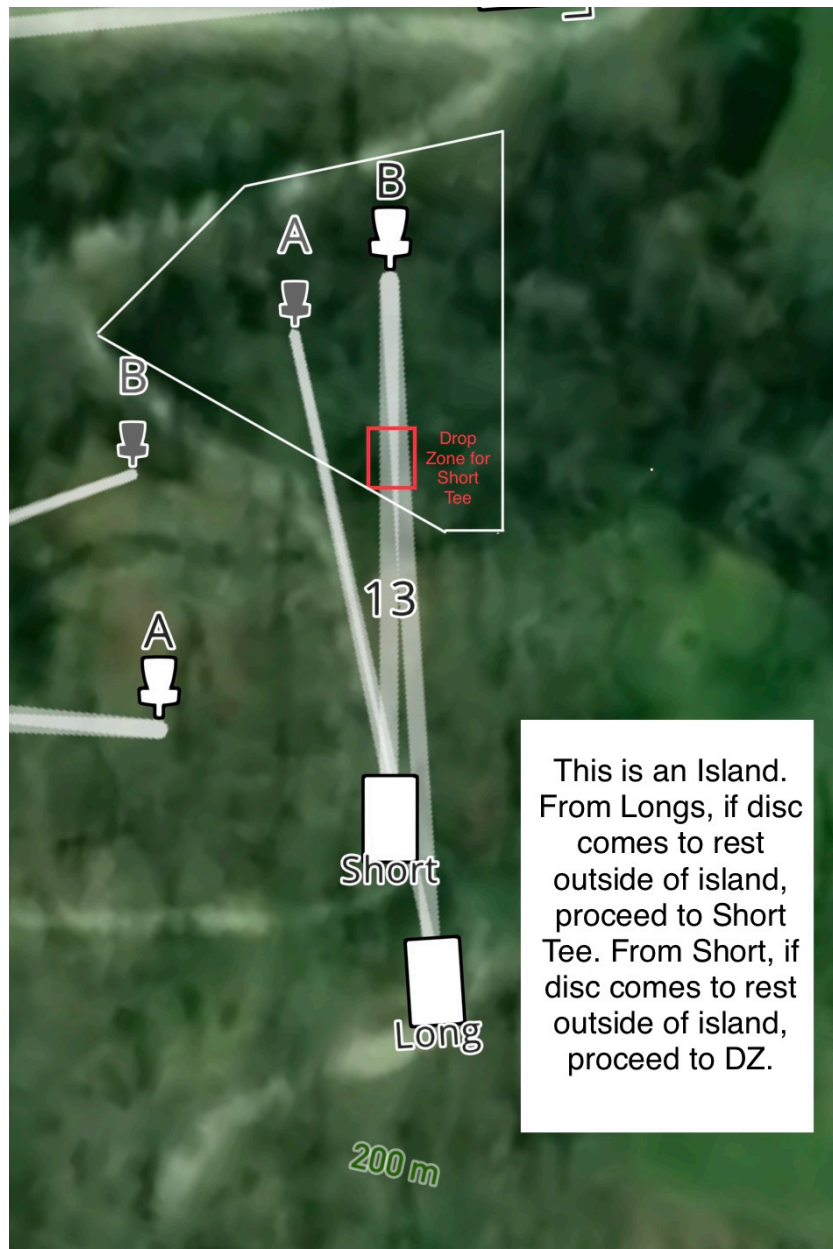 B
A
B
Drop
Zone for
Short
Tee
13
A
Short
Long
This is an Island.
From Longs, if disc
comes to rest
outside of island,
proceed to Short
Tee. From Short, if
disc comes to rest
outside of island,
proceed to DZ.
200 m